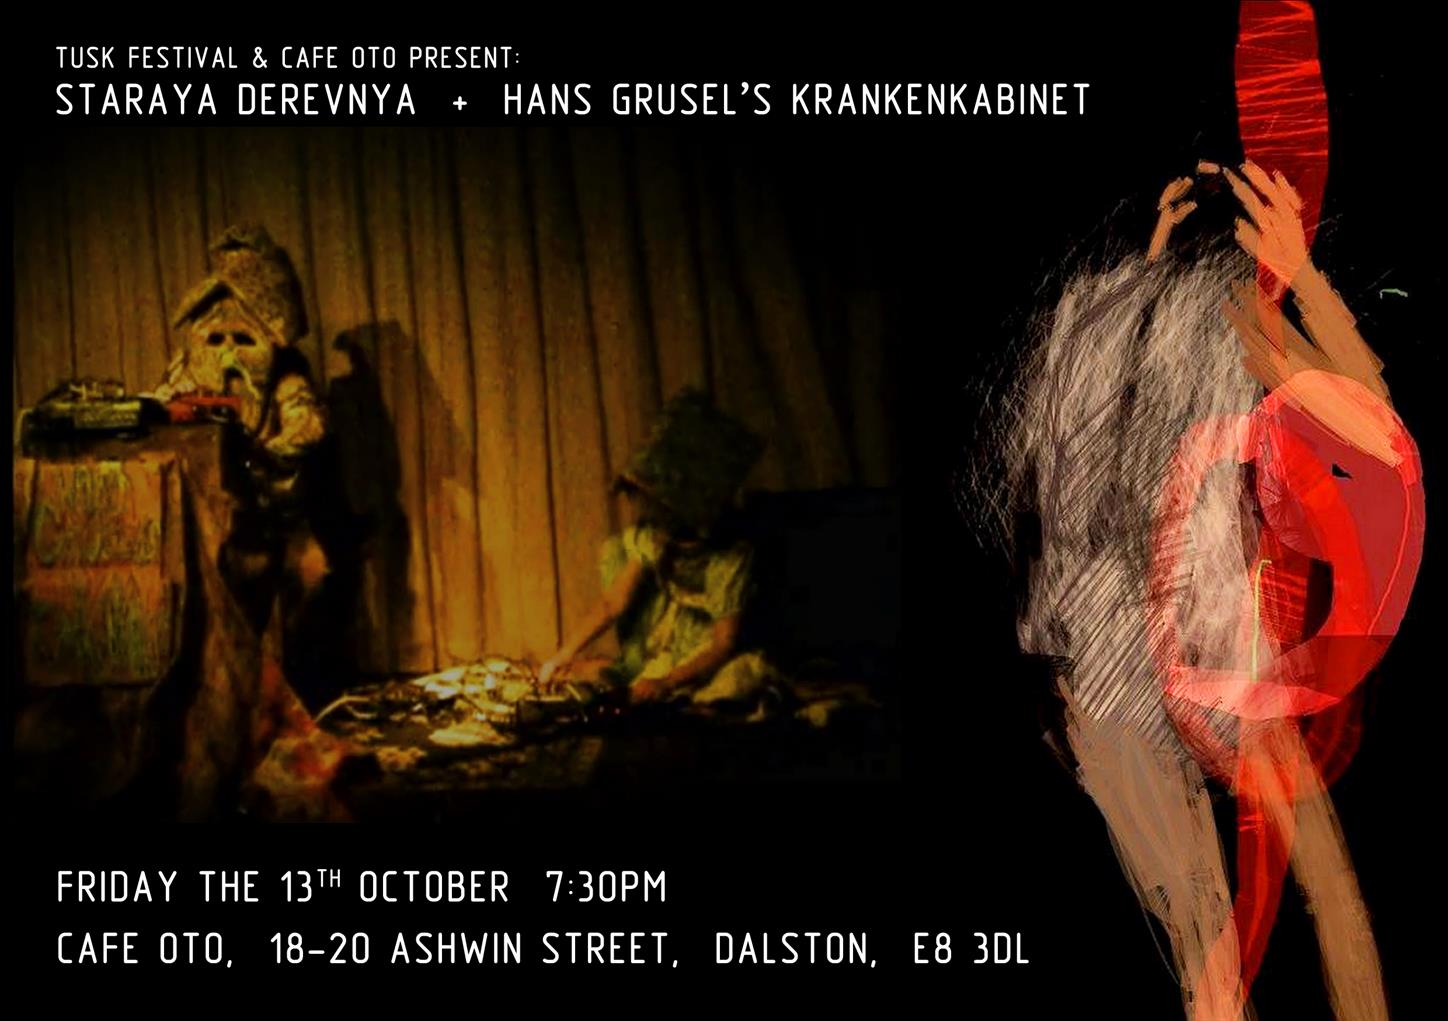 TUSK FESTIVAL & CAFE OTO PRESENT:
STARAYA DEREVNYA + HANS GRUSEL'S KRANKENKABINET
FRIDAY THE 13TH OCTOBER 7:30PM
CAFE OTO, 18-20 ASHWIN STREET, DALSTON, E8 3DL